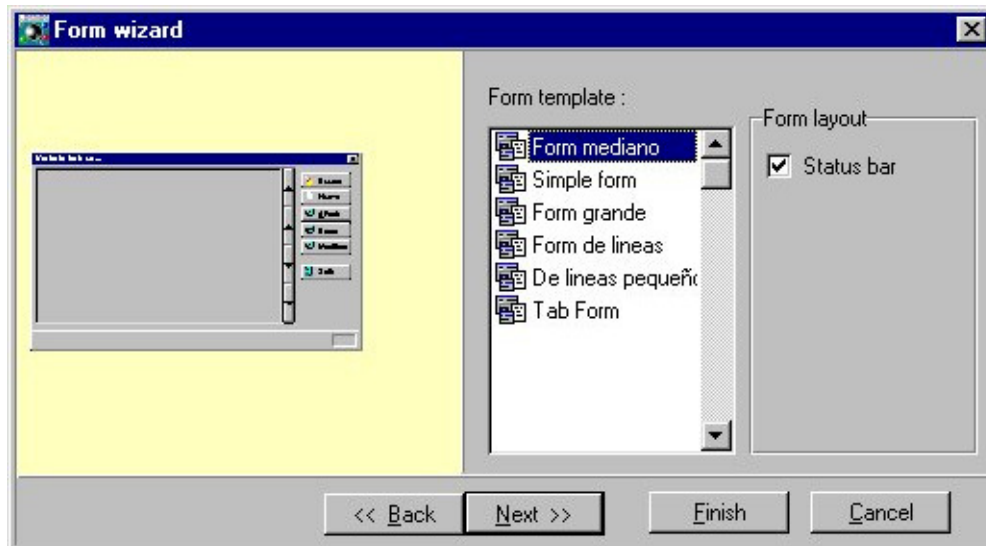 Form wizard
Form template :
Form mediano
Simple form
Form grande
Form de lineas
De lineas pequeño
Tab Form
Form layout
Status bar
<< Back
Next >>
Finish
Cancel